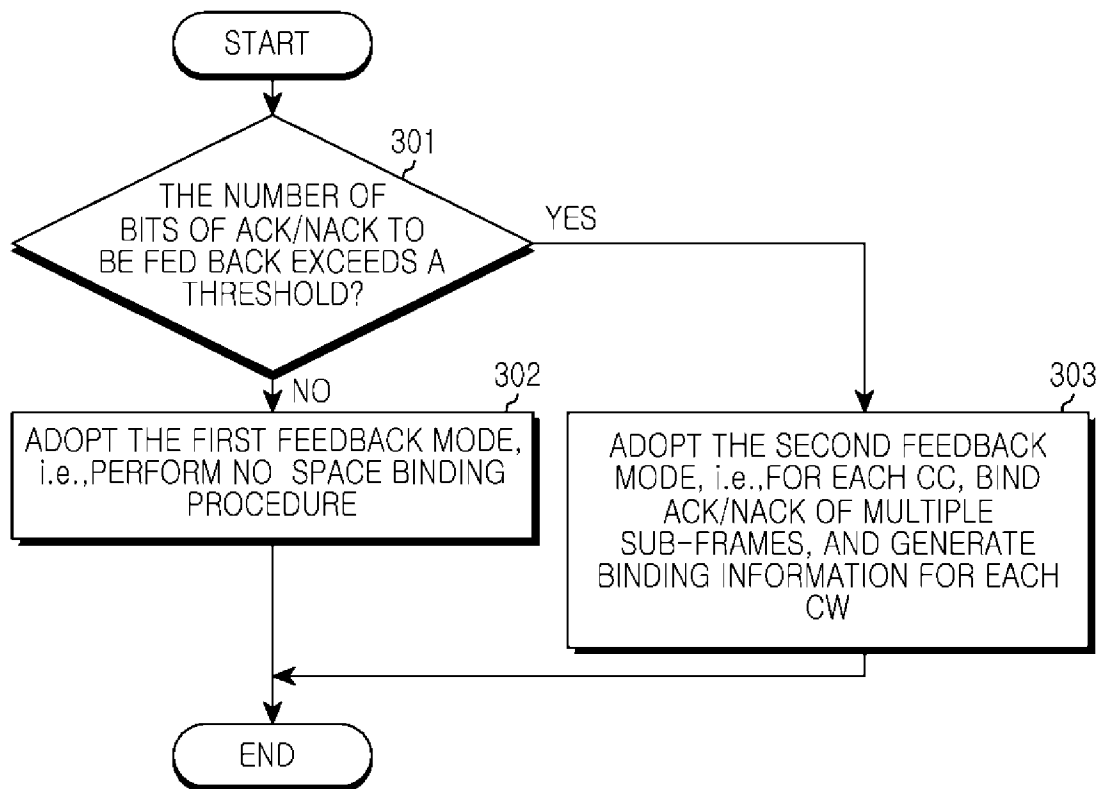 START
301
THE NUMBER OF
BITS OF ACK/NACK TO
BE FED BACK EXCEEDS A
THRESHOLD?
YES
NO
302
ADOPT THE FIRST FEEDBACK MODE,
i.e.,PERFORM NO SPACE BINDING
PROCEDURE
303
ADOPT THE SECOND FEEDBACK
MODE, i.e.,FOR EACH CC, BIND
ACK/NACK OF MULTIPLE
SUB-FRAMES, AND GENERATE
BINDING INFORMATION FOR EACH
CW
END